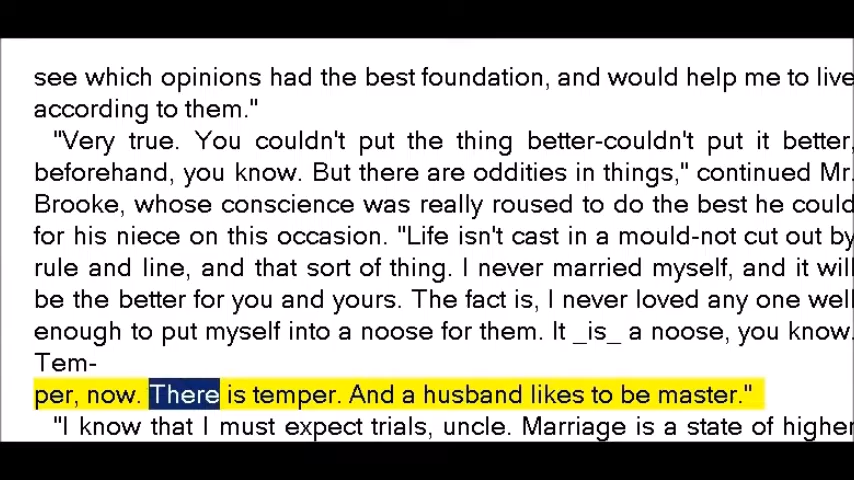 see which opinions had the best foundation, and would help me to live
according to them."
"Very true. You couldn't put the thing better-couldn't put it better,
beforehand, you know. But there are oddities in things," continued Mr.
Brooke, whose conscience was really roused to do the best he could
for his niece on this occasion. "Life isn't cast in a mould-not cut out by
rule and line, and that sort of thing. I never married myself, and it will
be the better for you and yours. The fact is, I never loved any one well
enough to put myself into a noose for them. It _is_ a noose, you know.
Tem-
per, now. There is temper. And a husband likes to be master."
"I know that I must expect trials, uncle. Marriage is a state of higher